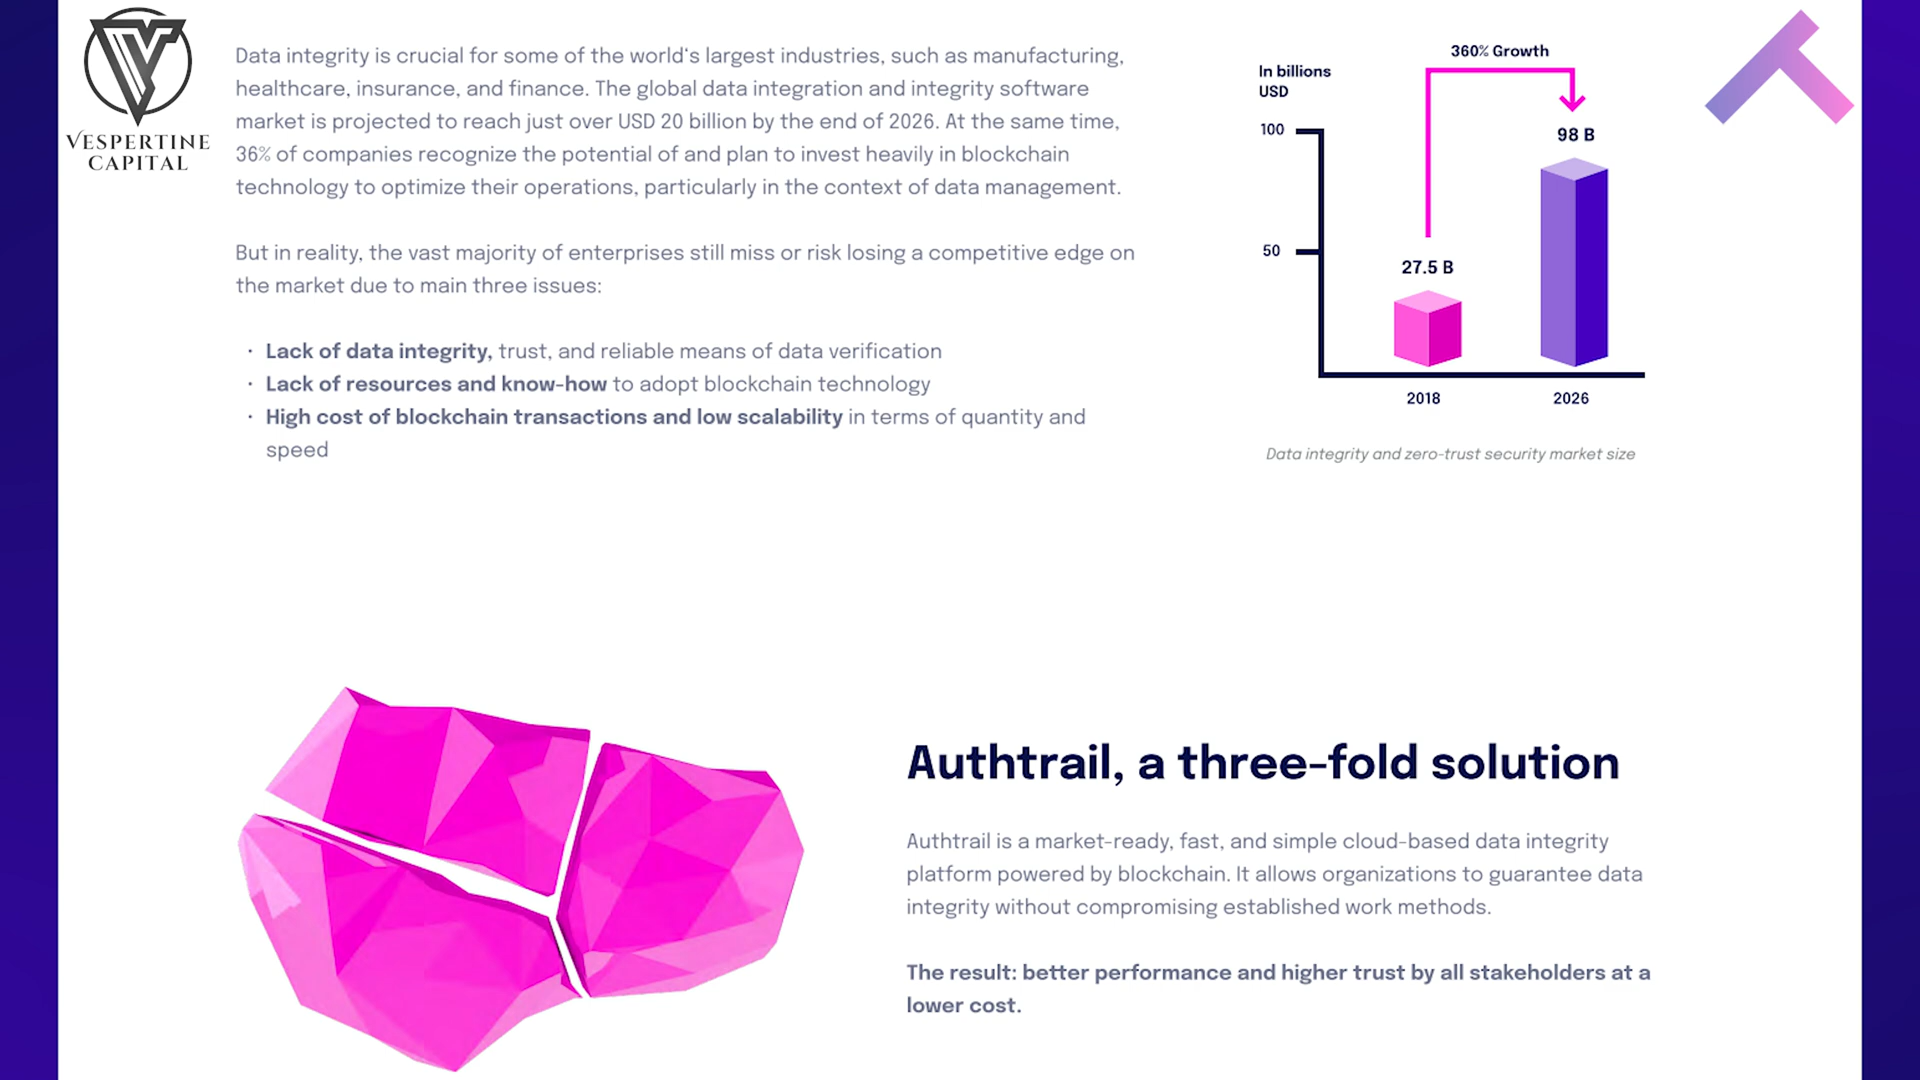 VESPERTINE
CAPITAL
Data integrity is crucial for some of the world‘s largest industries, such as manufacturing,
healthcare, insurance, and finance. The global data integration and integrity software
market is projected to reach just over USD 20 billion by the end of 2026. At the same time,
36% of companies recognize the potential of and plan to invest heavily in blockchain
technology to optimize their operations, particularly in the context of data management.
But in reality, the vast majority of enterprises still miss or risk losing a competitive edge on
the market due to main three issues:
· Lack of data integrity, trust, and reliable means of data verification
· Lack of resources and know-how to adopt blockchain technology
· High cost of blockchain transactions and low scalability in terms of quantity and
speed
360% Growth
In billions
USD
100
98 B
50
27.5 B
2018
2026
Data integrity and zero-trust security market size
Authtrail, a three-fold solution
Authtrail is a market-ready, fast, and simple cloud-based data integrity
platform powered by blockchain. It allows organizations to guarantee data
integrity without compromising established work methods.
The result: better performance and higher trust by all stakeholders at a
lower cost.